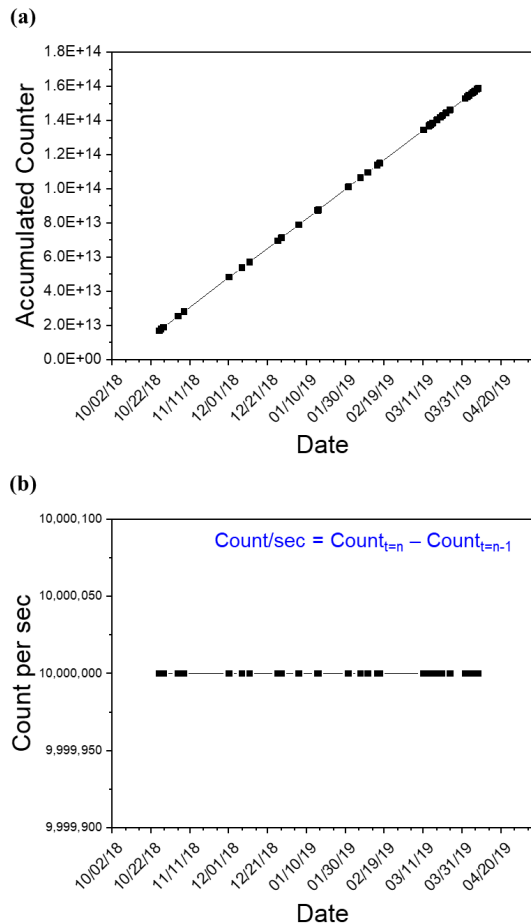 (a)
1.8E+14
1.6E+14
1.4E+14
1.2E+14
1.0E+14
8.0E+13
6.0E+13
4.0E+13
2.0E+13
0.0E+00
Accumulated Counter
10/02/18
10/22/18
11/11/18
12/01/18
12/21/18
01/10/19
01/30/19
02/19/19
03/11/19
03/31/19
04/20/19
Date
(b)
10,000,100
10,000,050
10,000,000
9,999,950
9,999,900
Count per sec
Count/sec = Count_{t=n} – Count_{t=n-1}
10/02/18
10/22/18
11/11/18
12/01/18
12/21/18
01/10/19
01/30/19
02/19/19
03/11/19
03/31/19
04/20/19
Date